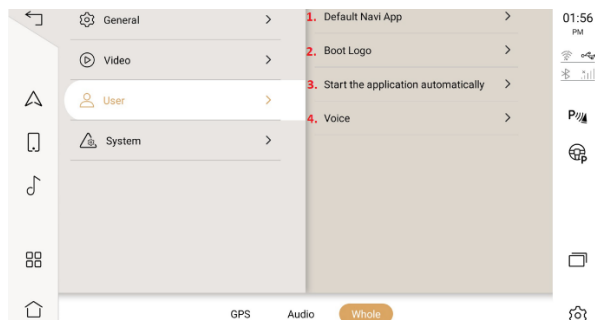 General
Video
User
System
1. Default Navi App
2. Boot Logo
3. Start the application automatically
4. Voice
01:56
PM
P
P
GPS Audio Whole